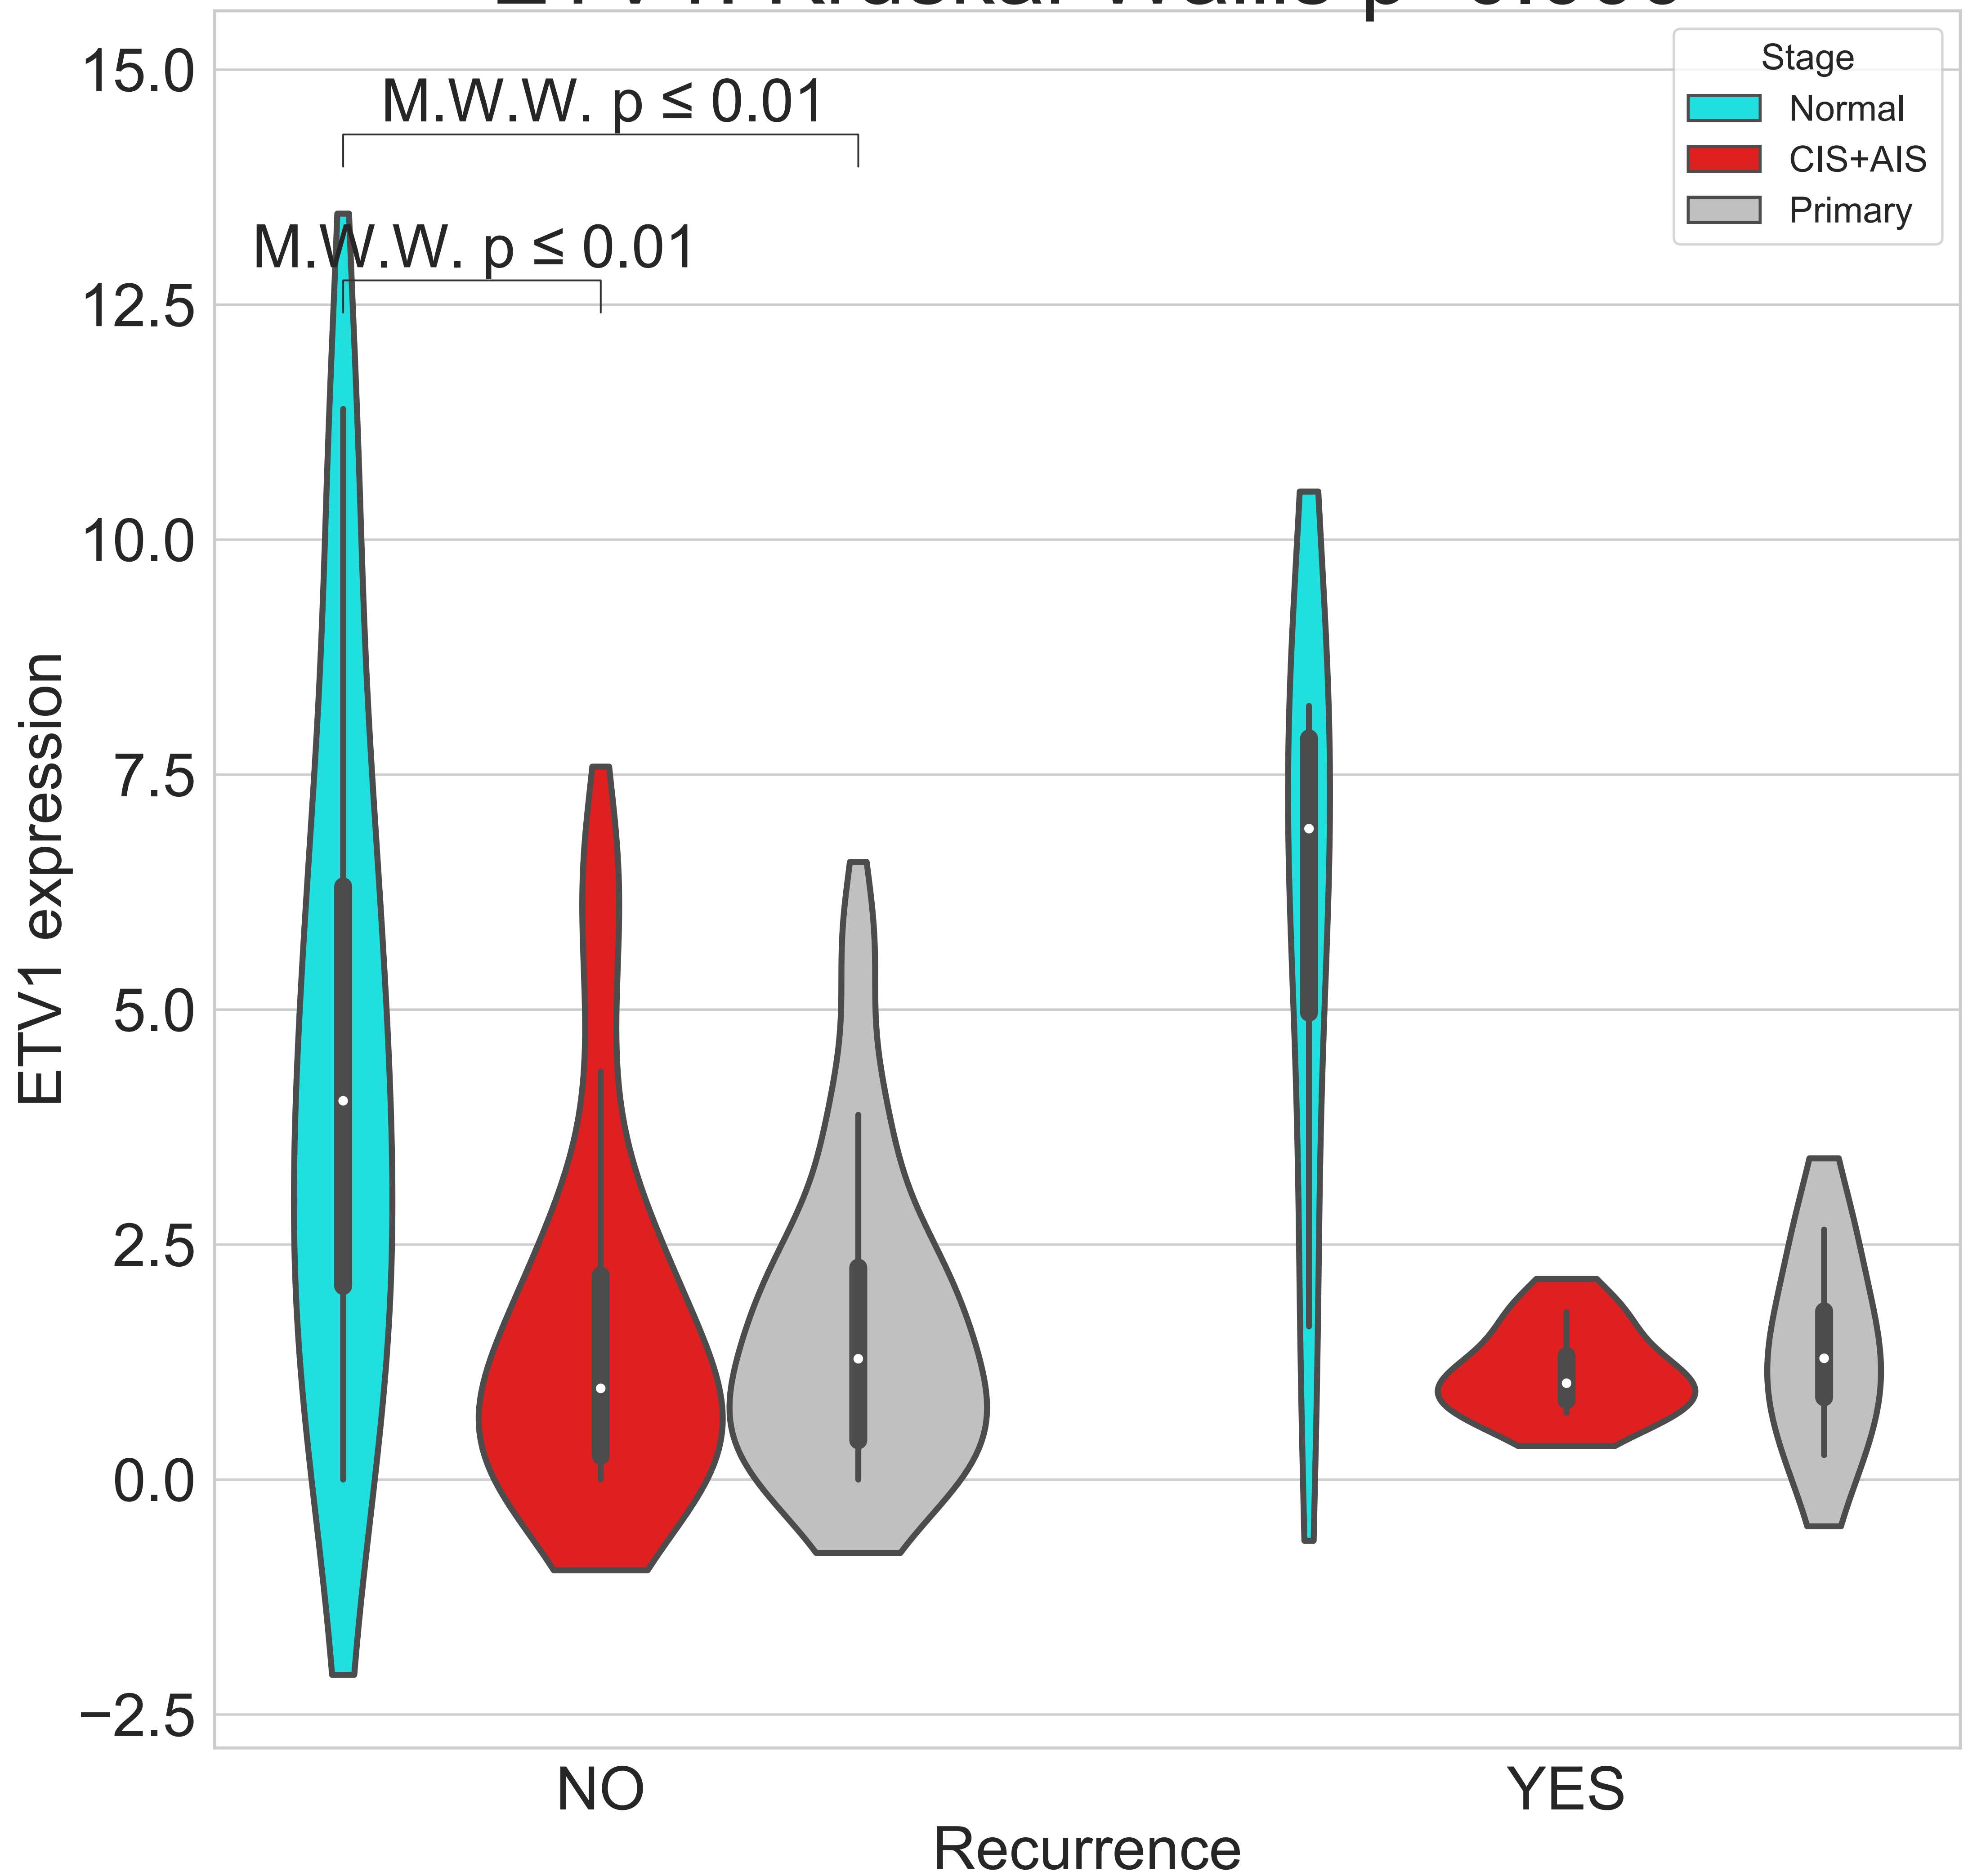 15.0
12.5
10.0
7.5
5.0
2.5
0.0
−2.5
ETV1 expression
M.W.W. p ≤ 0.01
M.W.W. p ≤ 0.01
Stage
Normal
CIS+AIS
Primary
NO
YES
Recurrence